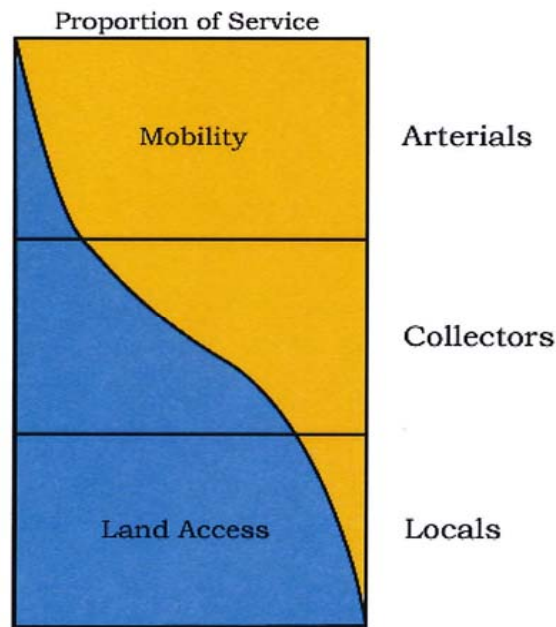 Proportion of Service
Mobility
Arterials
Collectors
Land Access
Locals